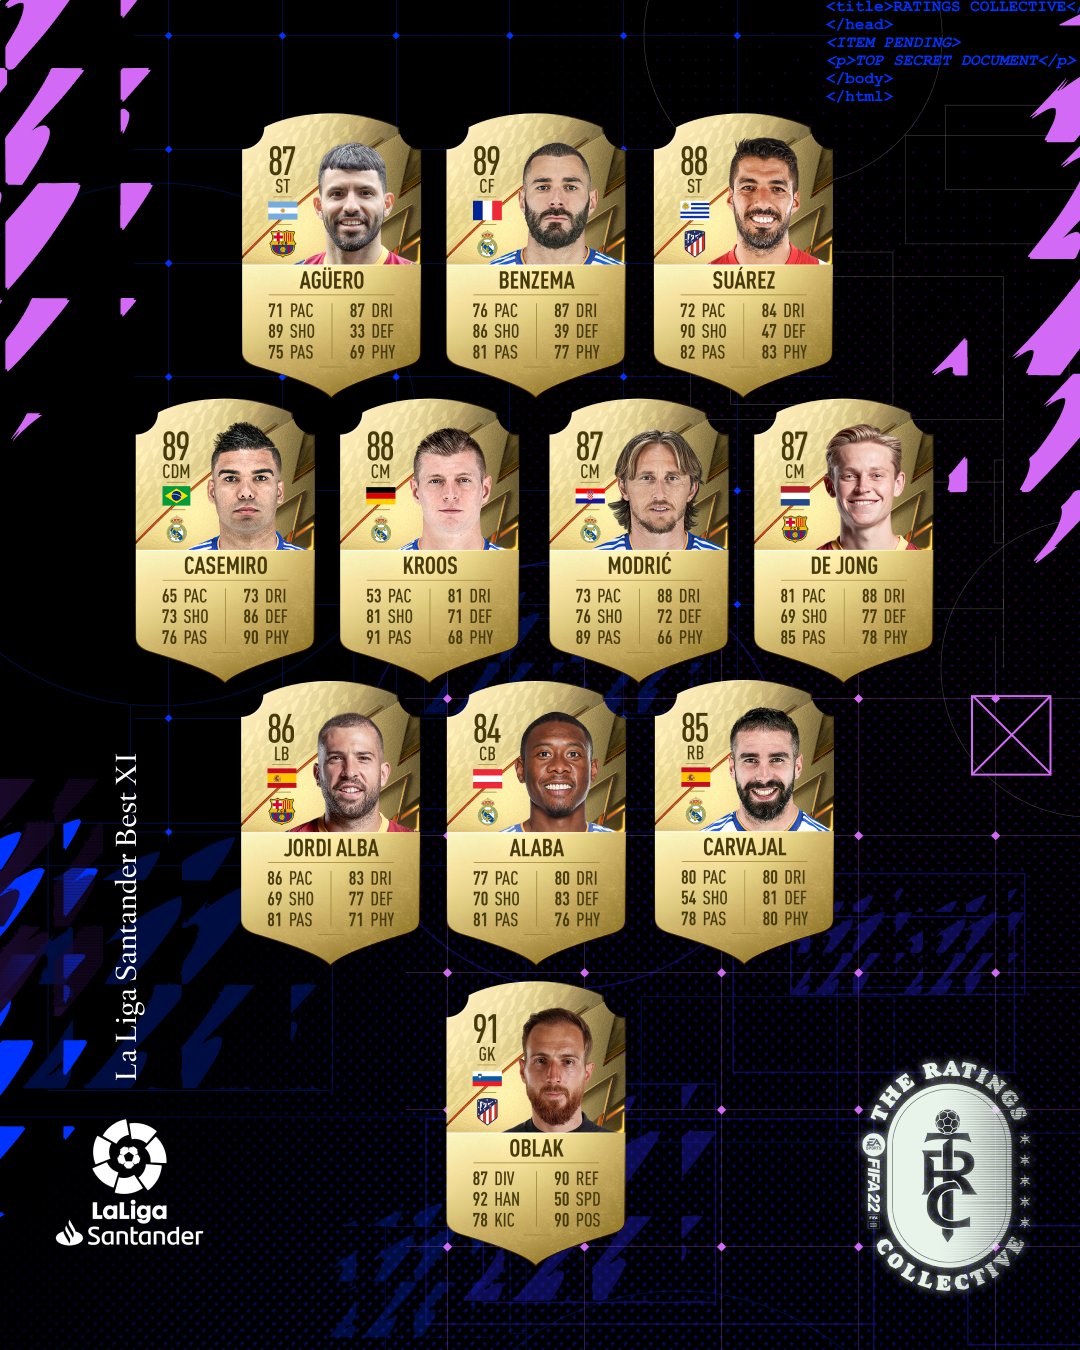 <title>RATINGS COLLECTIVE</
</head>
<ITEM PENDING>
<p>TOP SECRET DOCUMENT</p>
</body>
</html>
87
ST
AGÜERO
71 PAC 87 DRI
89 SHO 33 DEF
75 PAS 69 PHY
89
CF
BENZEMA
76 PAC 87 DRI
86 SHO 39 DEF
81 PAS 77 PHY
88
ST
SUÁREZ
72 PAC 84 DRI
90 SHO 47 DEF
82 PAS 83 PHY
89
CDM
CASEMIRO
65 PAC 73 DRI
73 SHO 86 DEF
76 PAS 90 PHY
88
CM
KROOS
53 PAC 81 DRI
81 SHO 71 DEF
91 PAS 68 PHY
87
CM
MODRIĆ
73 PAC 88 DRI
76 SHO 72 DEF
89 PAS 66 PHY
87
CM
DE JONG
81 PAC 88 DRI
69 SHO 77 DEF
85 PAS 78 PHY
86
LB
JORDI ALBA
86 PAC 83 DRI
69 SHO 77 DEF
81 PAS 71 PHY
84
CB
ALABA
77 PAC 80 DRI
70 SHO 83 DEF
81 PAS 76 PHY
85
RB
CARVAJAL
80 PAC 80 DRI
54 SHO 81 DEF
78 PAS 80 PHY
91
GK
OBLAK
87 DIV 90 REF
92 HAN 50 SPD
78 KIC 90 POS
La Liga Santander Best XI
LaLiga
Santander
THE RATINGS
COLLECTIVE
TRC
EA SPORTS
FIFA 22